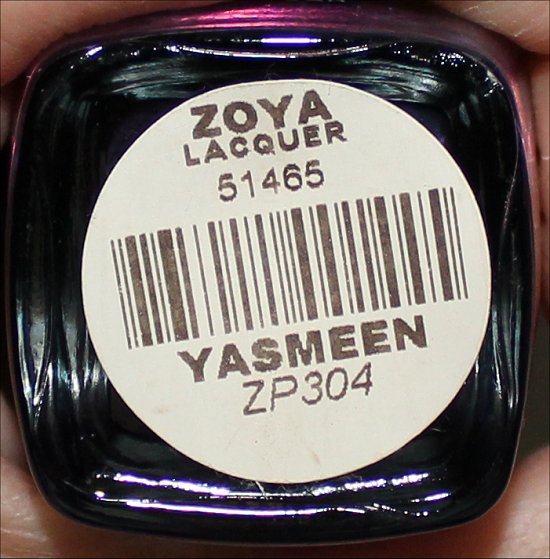 ZOYA
LACQUER
51465
YASMEEN
ZP304